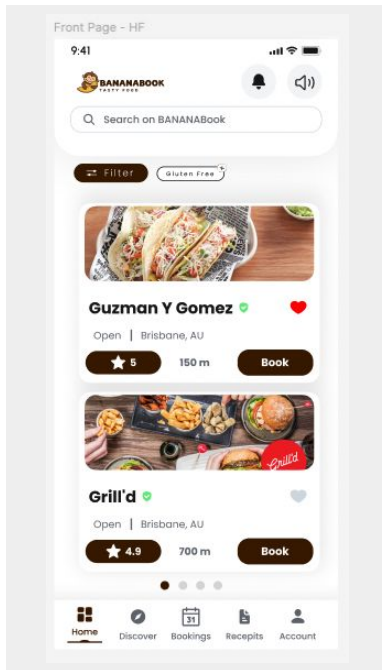 Front Page - HF
9:41
BANANABOOK
TASTY FOOD
Search on BANANABook
Filter
Gluten Free
Guzman Y Gomez
Open | Brisbane, AU
5 150 m Book
Grill'd
Grill'd
Open | Brisbane, AU
4.9 700 m Book
31
Home Discover Bookings Recepits Account